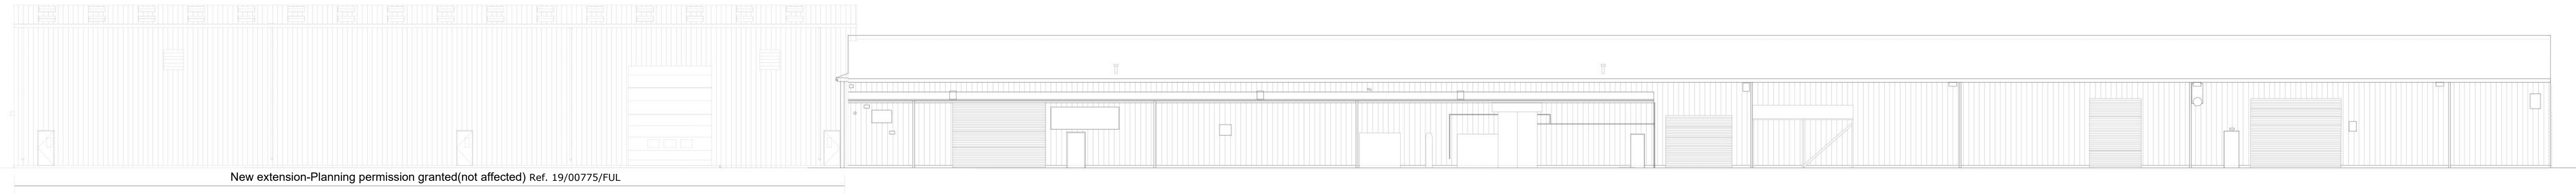 New extension-Planning permission granted(not affected) Ref. 19/00775/FUL